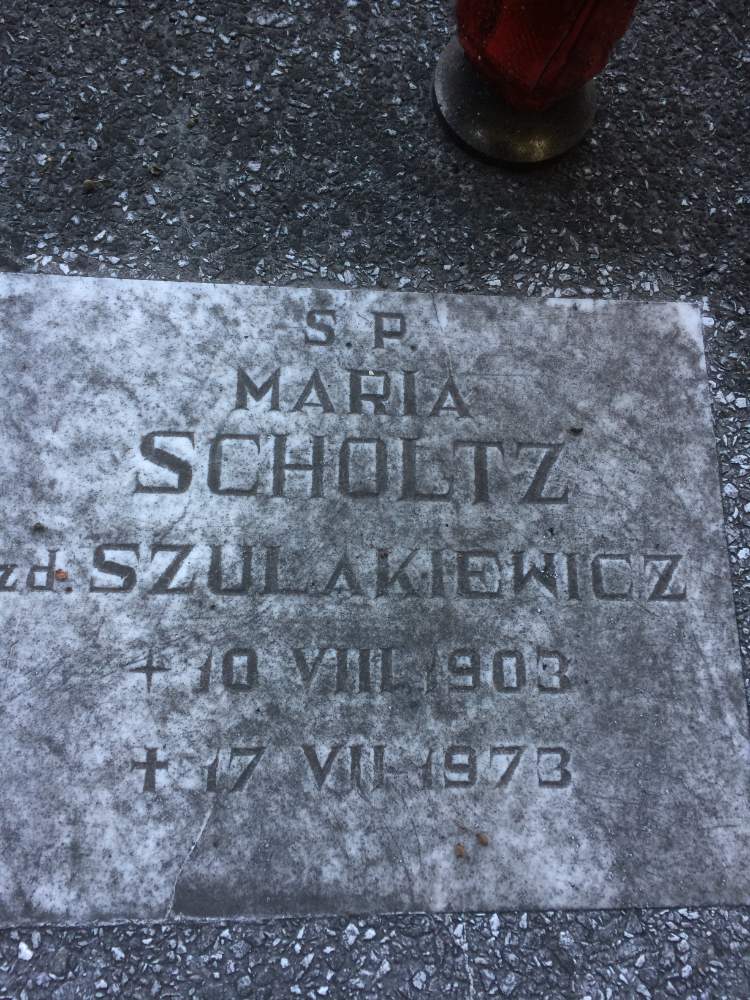 S. P.
MARIA
SCHOLTZ
zd. SZULAKIEWICZ
+ 10 VIII. 1903
† 17 VII 1973